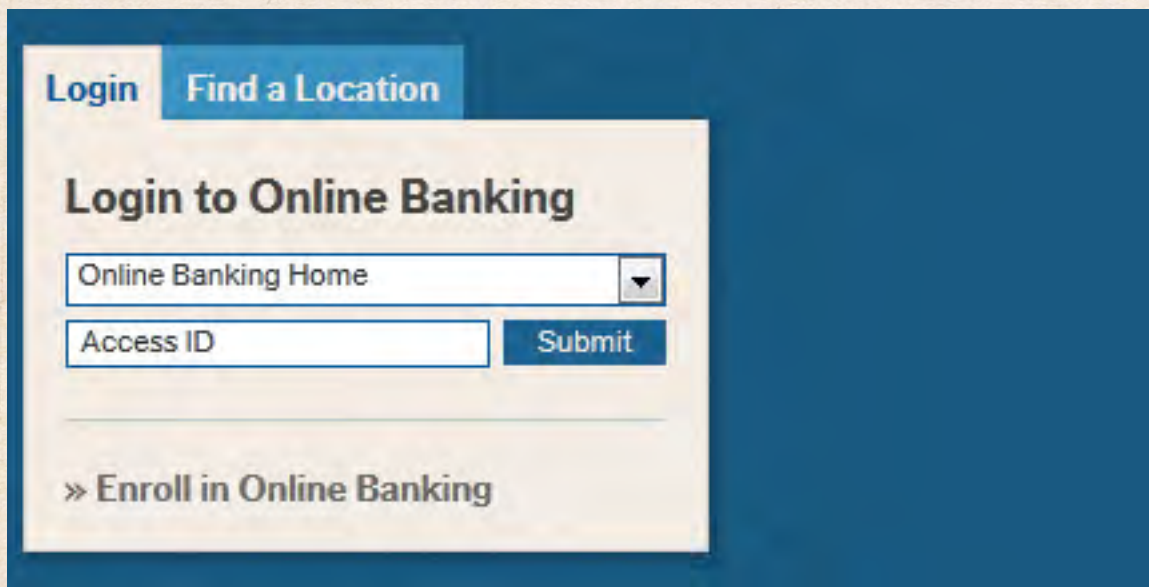 Login
Find a Location
Login to Online Banking
Online Banking Home
Access ID
Submit
» Enroll in Online Banking